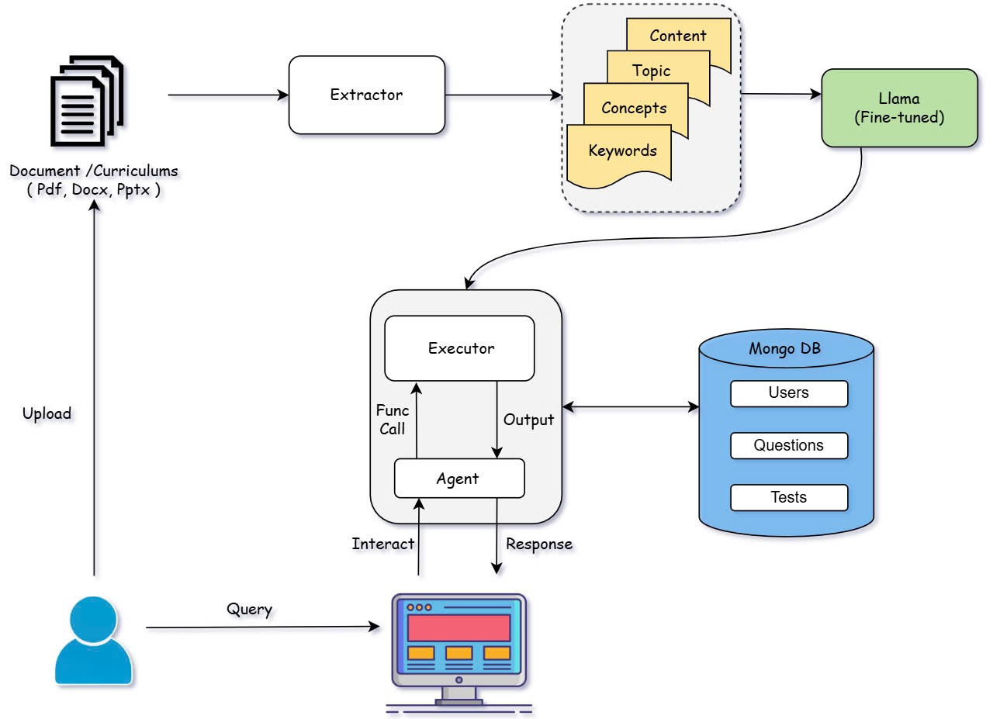 Content
Topic
Concepts
Keywords
Extractor
Llama
(Fine-tuned)
Document /Curriculums
( Pdf, Docx, Pptx )
Executor
Mongo DB
Users
Upload
Func
Call
Output
Questions
Agent
Tests
Interact
Response
Query